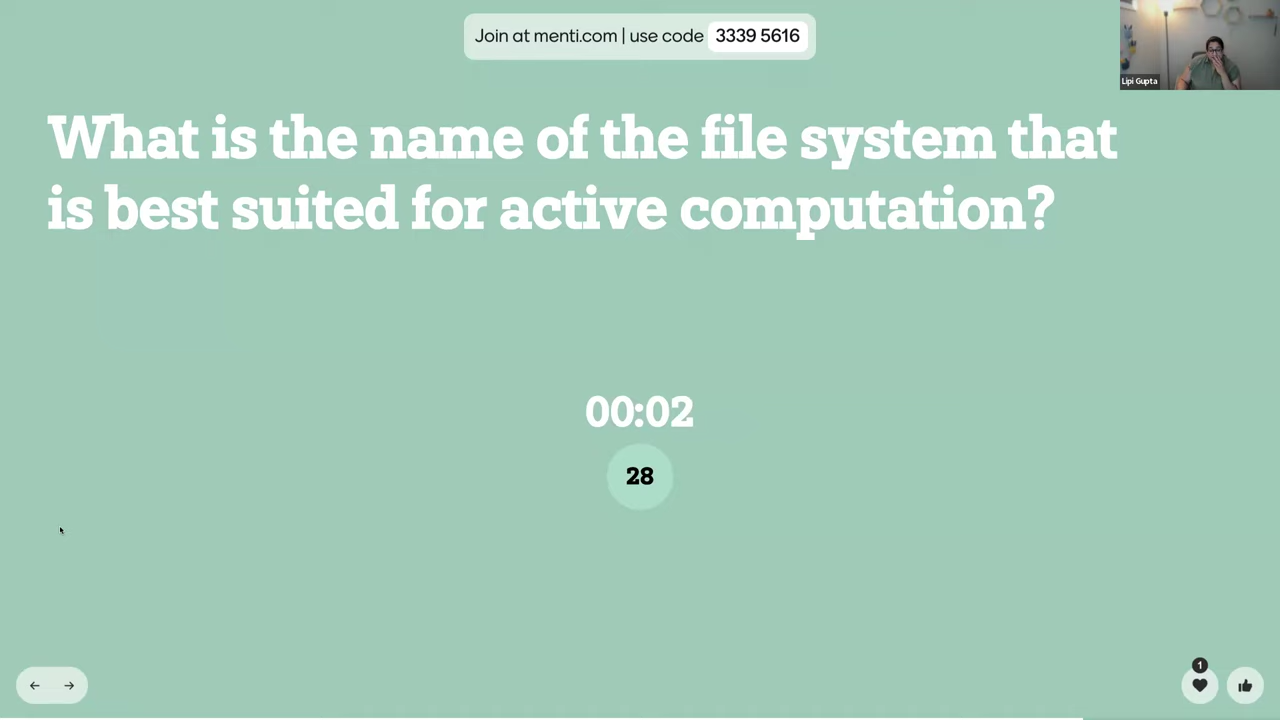 Join at menti.com | use code 3339 5616
Lipi Gupta
What is the name of the file system that
is best suited for active computation?
00:02
28
1